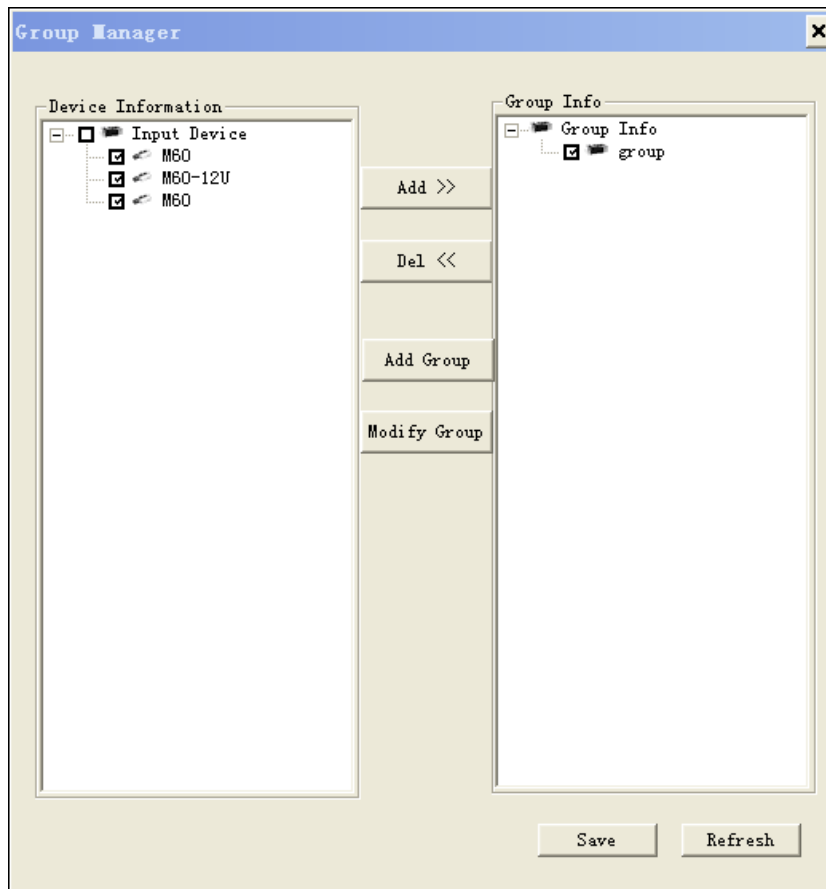 Group Manager
Device Information
Input Device
M60
M60-12U
M60
Add >>
Del <<
Add Group
Modify Group
Group Info
Group Info
group
Save
Refresh